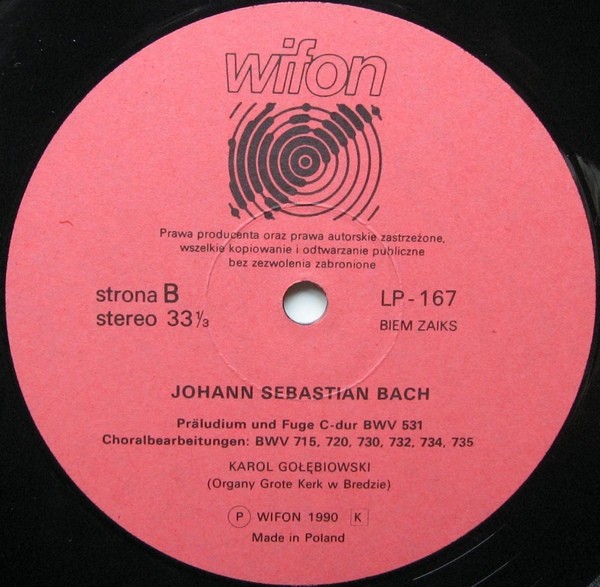 wifon
Prawa producenta oraz prawa autorskie zastrzeżone,
wszelkie kopiowanie i odtwarzanie publiczne
bez zezwolenia zabronione
strona B
stereo 33⅓
LP-167
BIEM ZAIKS
JOHANN SEBASTIAN BACH
Präludium und Fuge C-dur BWV 531
Choralbearbeitungen: BWV 715, 720, 730, 732, 734, 735
KAROL GOŁĘBIOWSKI
(Organy Grote Kerk w Bredzie)
P WIFON 1990 K
Made in Poland